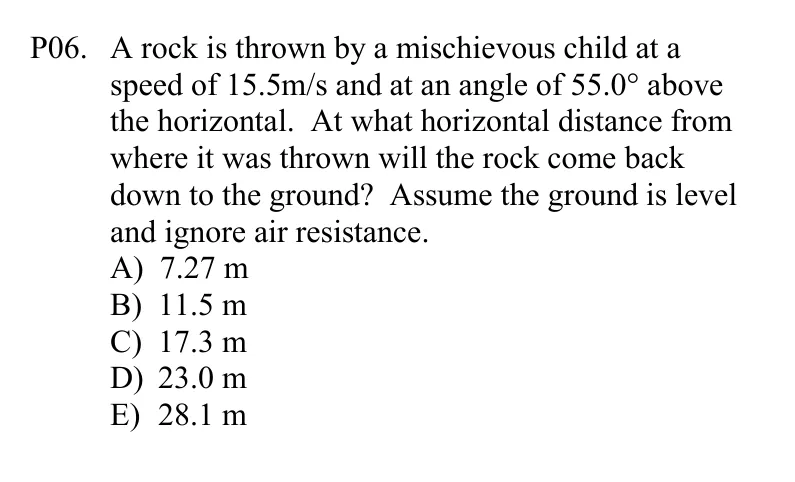 P06. A rock is thrown by a mischievous child at a
speed of 15.5m/s and at an angle of 55.0° above
the horizontal. At what horizontal distance from
where it was thrown will the rock come back
down to the ground? Assume the ground is level
and ignore air resistance.
A) 7.27 m
B) 11.5 m
C) 17.3 m
D) 23.0 m
E) 28.1 m